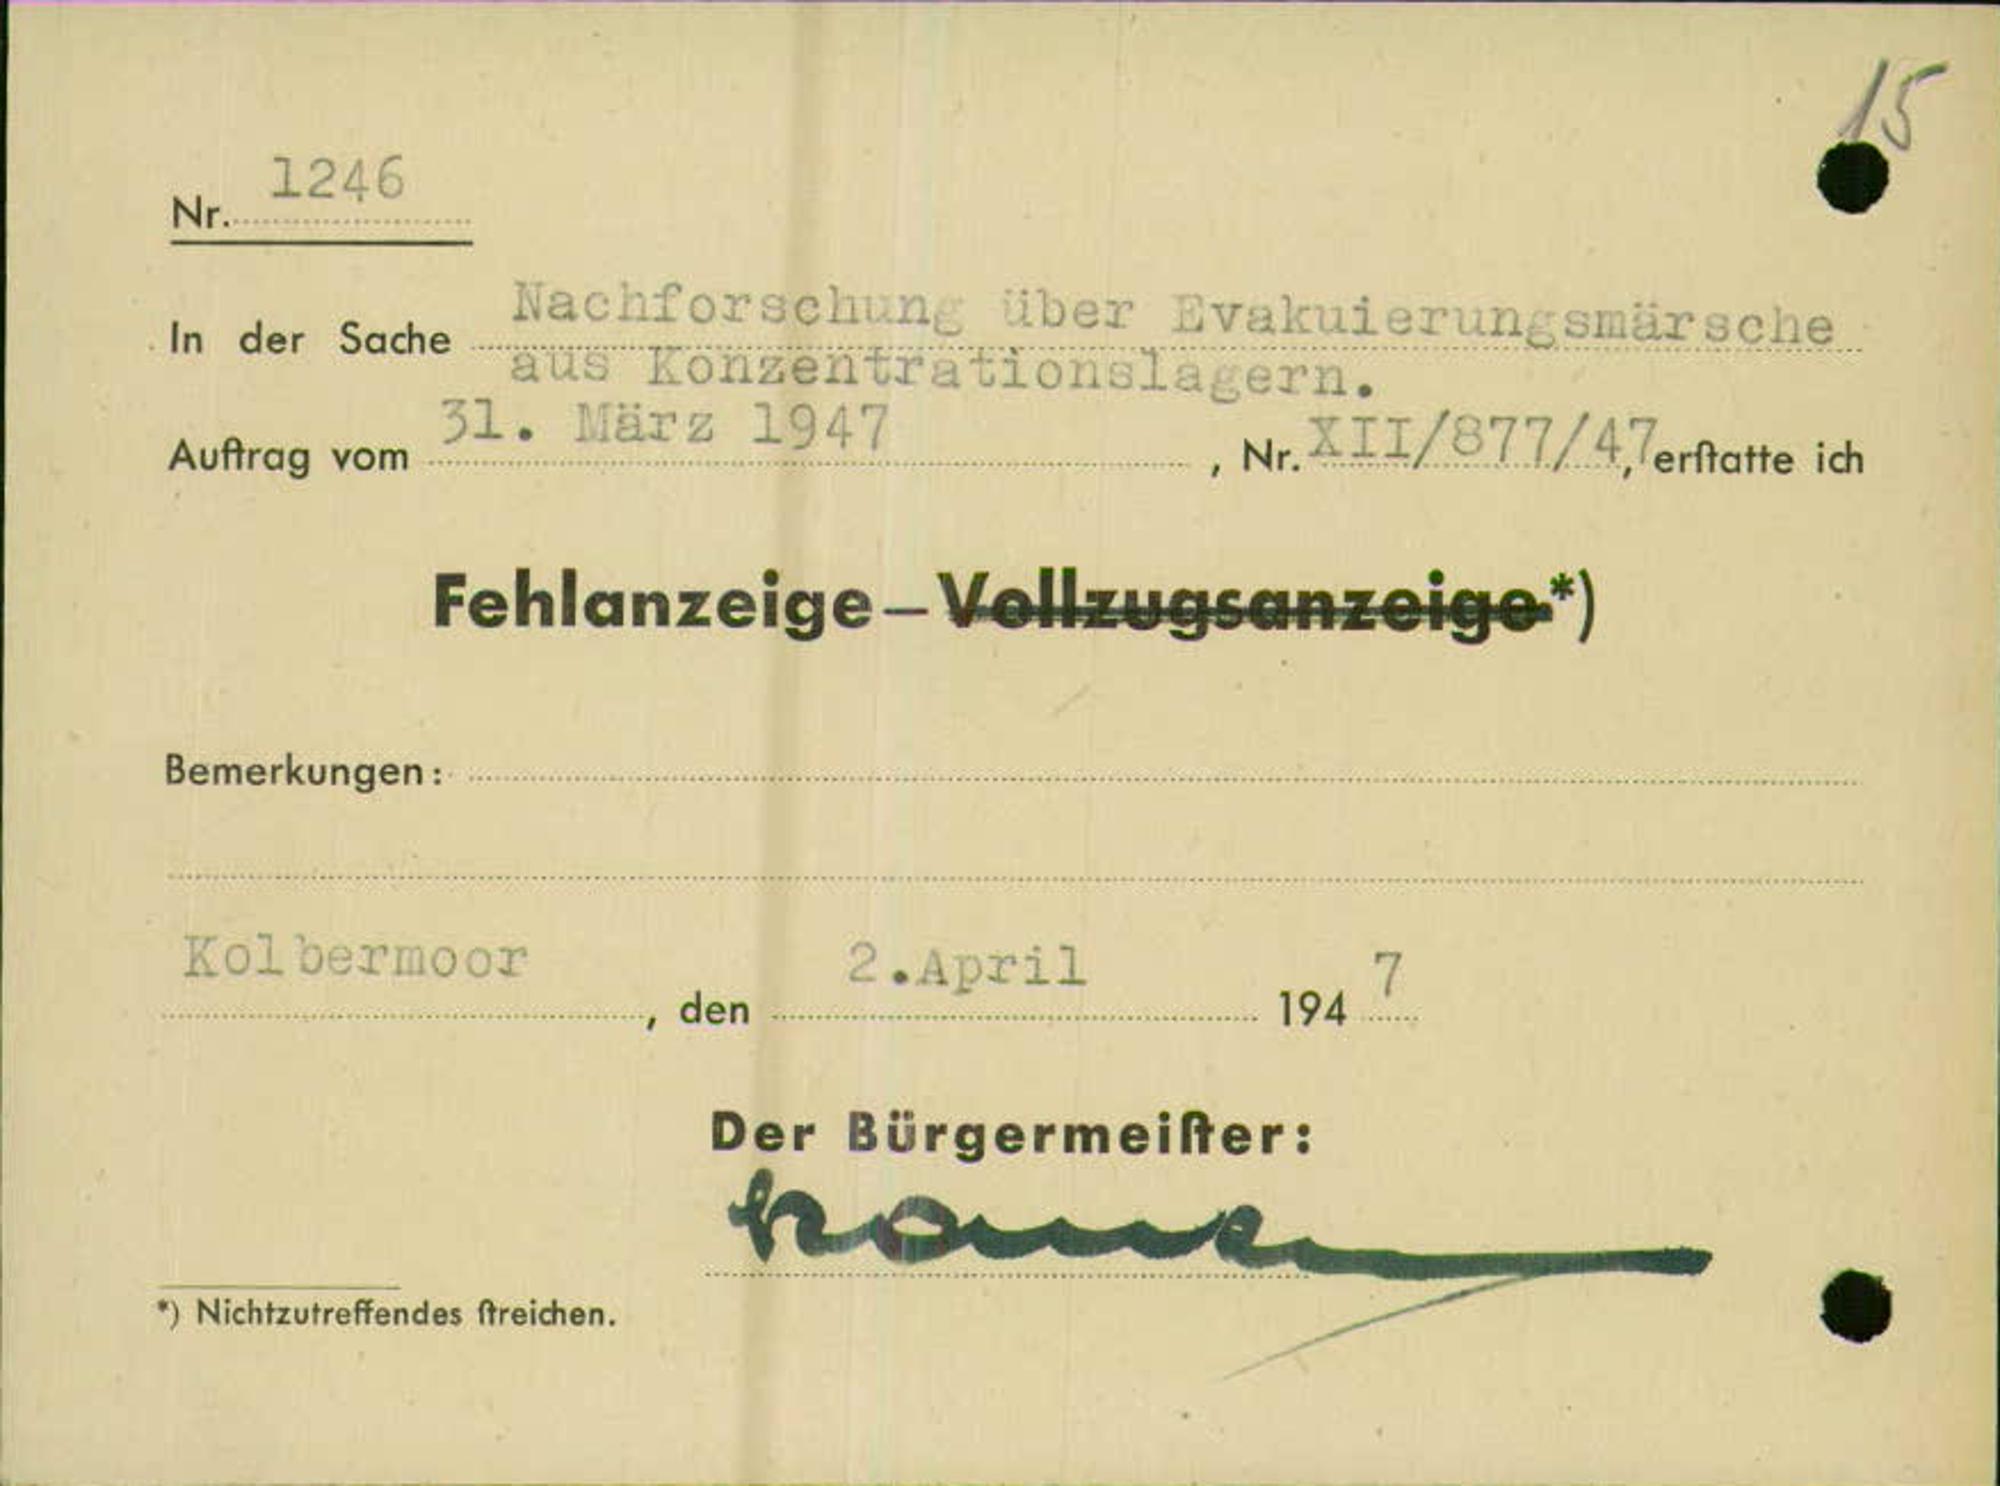 15
Nr. 1246
In der Sache Nachforschung über Evakuierungsmärsche
aus Konzentrationslagern.
Auftrag vom 31. März 1947, Nr. XII/877/47, erstatte ich
Fehlanzeige – Vollzugsanzeige*)
Bemerkungen:
Kolbermoor, den 2.April 1947
Der Bürgermeister:
*) Nichtzutreffendes streichen.